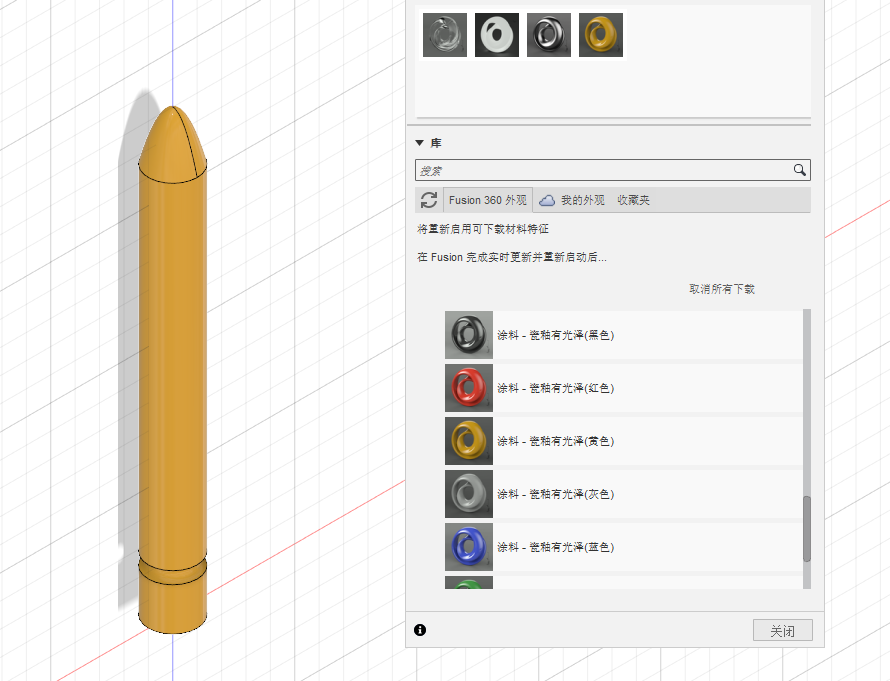 库
搜索
Fusion 360 外观 我的外观 收藏夹
将重新启用可下载材料特征
在 Fusion 完成实时更新并重新启动后...
取消所有下载
涂料 - 瓷釉有光泽(黑色)
涂料 - 瓷釉有光泽(红色)
涂料 - 瓷釉有光泽(黄色)
涂料 - 瓷釉有光泽(灰色)
涂料 - 瓷釉有光泽(蓝色)
关闭